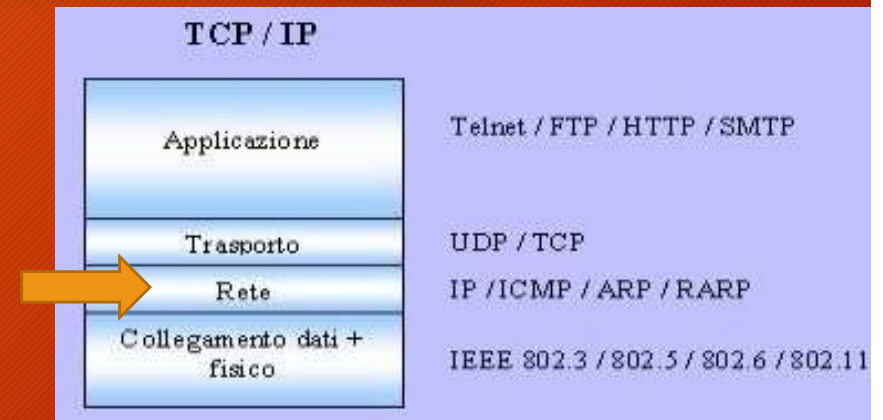 TCP / IP
Applicazione
Telnet / FTP / HTTP / SMTP
Trasporto
UDP / TCP
Rete
IP / ICMP / ARP / RARP
Collegamento dati +
fisico
IEEE 802.3 / 802.5 / 802.6 / 802.11